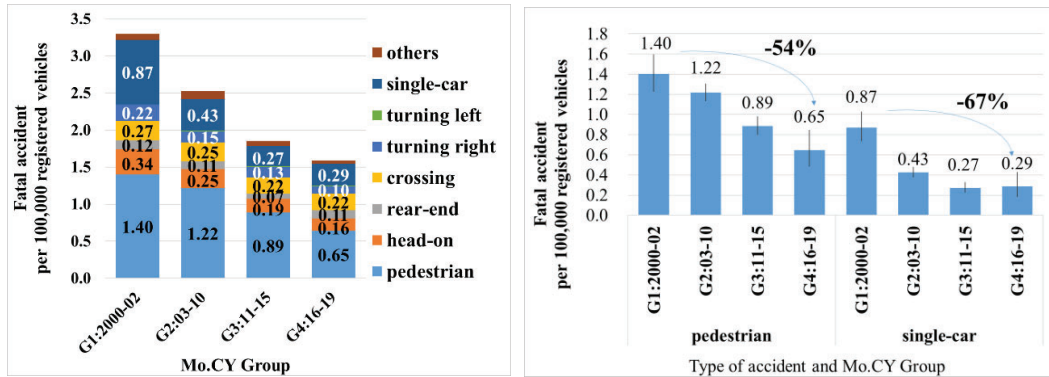 Fatal accident
per 100,000 registered vehicles
3.5
3.0
2.5
2.0
1.5
1.0
0.5
0.0
0.87
0.22
0.27
0.12
0.34
1.40
0.43
0.15
0.25
0.11
0.25
1.22
0.27
0.13
0.22
0.07
0.19
0.89
0.29
0.10
0.22
0.11
0.16
0.65
G1:2000-02
G2:03-10
G3:11-15
G4:16-19
Mo.CY Group
others
single-car
turning left
turning right
crossing
rear-end
head-on
pedestrian
Fatal accident
per 100,000 registered vehicles
1.8
1.6
1.4
1.2
1.0
0.8
0.6
0.4
0.2
0.0
1.40
1.22
0.89
0.65
-54%
0.87
0.43
0.27
0.29
-67%
G1:2000-02
G2:03-10
G3:11-15
G4:16-19
G1:2000-02
G2:03-10
G3:11-15
G4:16-19
pedestrian
single-car
Type of accident and Mo.CY Group